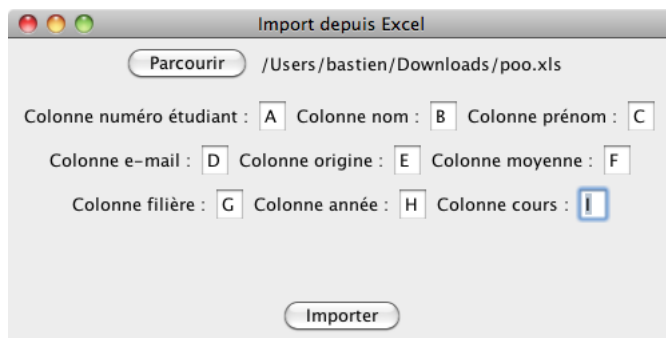 Import depuis Excel
Parcourir /Users/bastien/Downloads/poo.xls
Colonne numéro étudiant : A Colonne nom : B Colonne prénom : C
Colonne e-mail : D Colonne origine : E Colonne moyenne : F
Colonne filière : G Colonne année : H Colonne cours : I
Importer